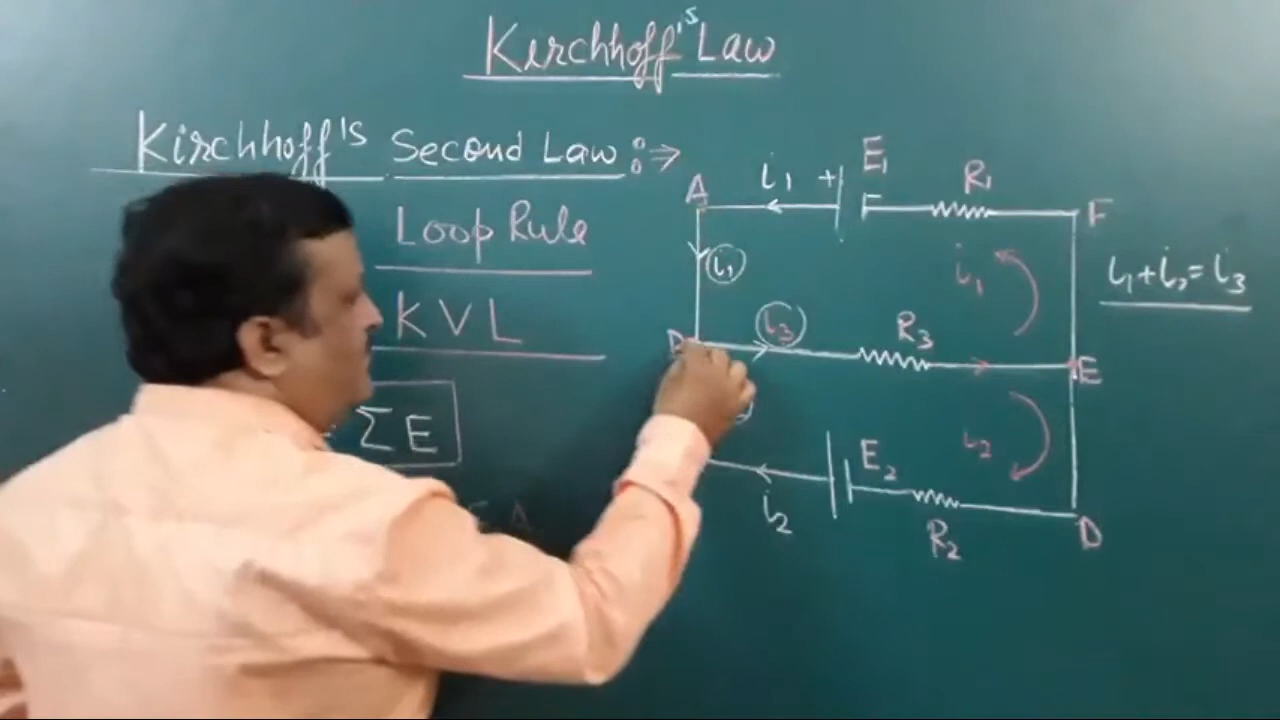 Kirchhoff's Law
Kirchhoff's Second Law :⇒
Loop Rule
KVL
ΣE
A
i₁
+
E₁
R₁
F
i₁
i₁
i₁+i₂=i₃
i₃
R₃
E
i₂
E₂
i₂
R₂
D